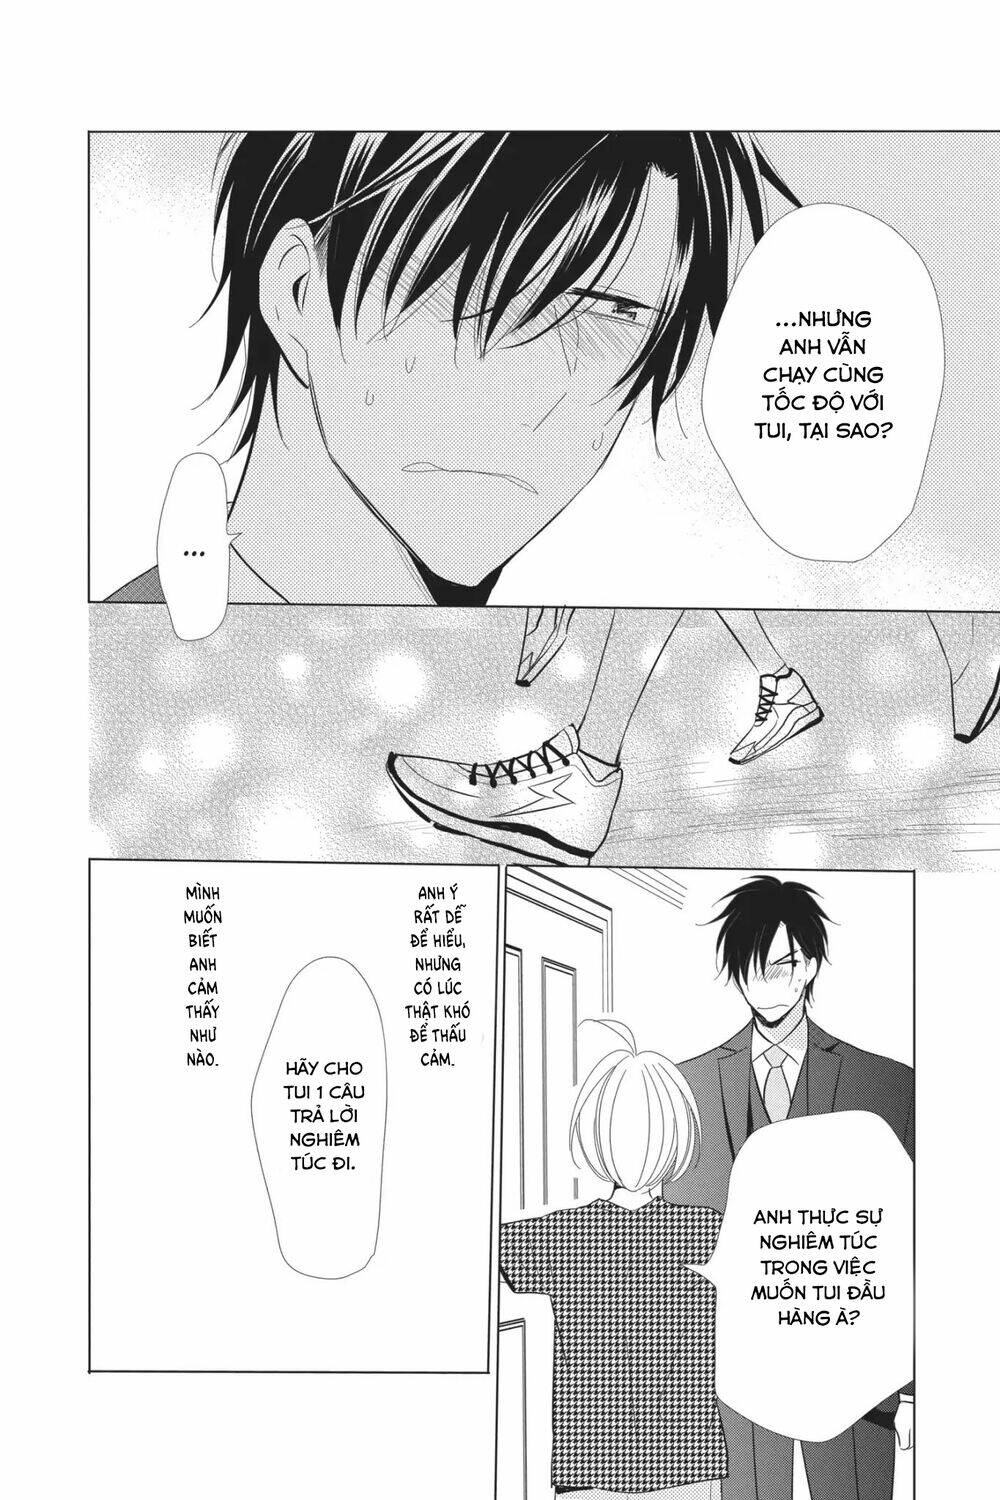 ...NHƯNG
ANH VẪN
CHẠY CÙNG
TỐC ĐỘ VỚI
TUI, TẠI SAO?
...
ANH THỰC SỰ
NGHIÊM TÚC
TRONG VIỆC
MUỐN TUI ĐẦU
HÀNG À?
ANH Ý
RẤT DỄ
ĐỂ HIỂU,
NHƯNG
CÓ LÚC
THẬT KHÓ
ĐỂ THẤU
CẢM.
HÃY CHO
TUI 1 CÂU
TRẢ LỜI
NGHIÊM
TÚC ĐI.
MÌNH
MUỐN
BIẾT
ANH
CẢM
THẤY
NHƯ
NÀO.